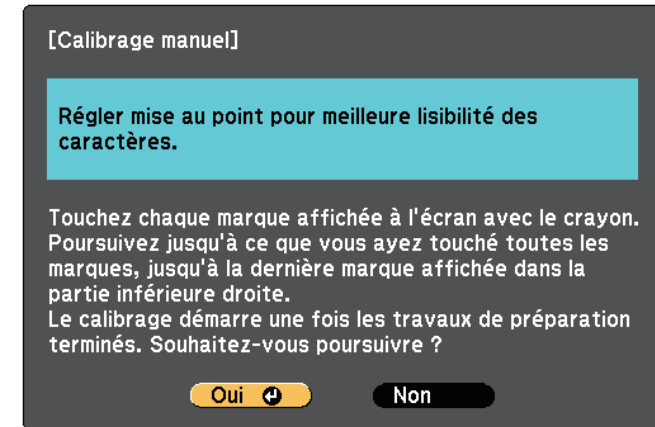 [Calibrage manuel]
Régler mise au point pour meilleure lisibilité des
caractères.
Touchez chaque marque affichée à l'écran avec le crayon.
Poursuivez jusqu'à ce que vous ayez touché toutes les
marques, jusqu'à la dernière marque affichée dans la
partie inférieure droite.
Le calibrage démarre une fois les travaux de préparation
terminés. Souhaitez-vous poursuivre ?
Oui Non